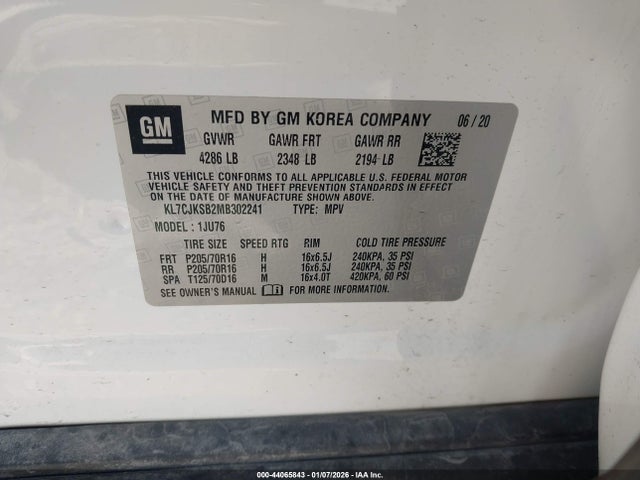 GM
MFD BY GM KOREA COMPANY 06/20
GVWR GAWR FRT GAWR RR
4286 LB 2348 LB 2194 LB
THIS VEHICLE CONFORMS TO ALL APPLICABLE U.S. FEDERAL MOTOR
VEHICLE SAFETY AND THEFT PREVENTION STANDARDS IN EFFECT
ON THE DATE OF MANUFACTURE SHOWN ABOVE.
KL7CJKSB2MB302241 TYPE: MPV
MODEL : 1JU76
TIRE SIZE SPEED RTG RIM COLD TIRE PRESSURE
FRT P205/70R16 H 16x6.5J 240KPA, 35 PSI
RR P205/70R16 H 16x6.5J 240KPA, 35 PSI
SPA T125/70D16 M 16x4.0T 420KPA, 60 PSI
SEE OWNER'S MANUAL FOR MORE INFORMATION
000-44065843 - 01/07/2026 - IAA Inc.